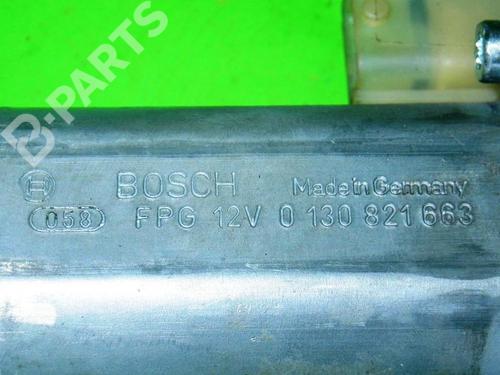 B-PARTS
BOSCH Made in Germany
058 FPG 12V 0 130 821 663